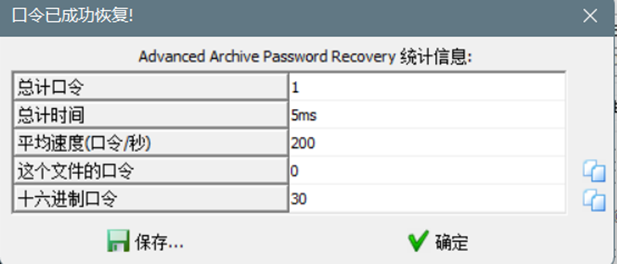 口令已成功恢复!
Advanced Archive Password Recovery 统计信息:
总计口令 1
总计时间 5ms
平均速度(口令/秒) 200
这个文件的口令 0
十六进制口令 30
保存... 确定